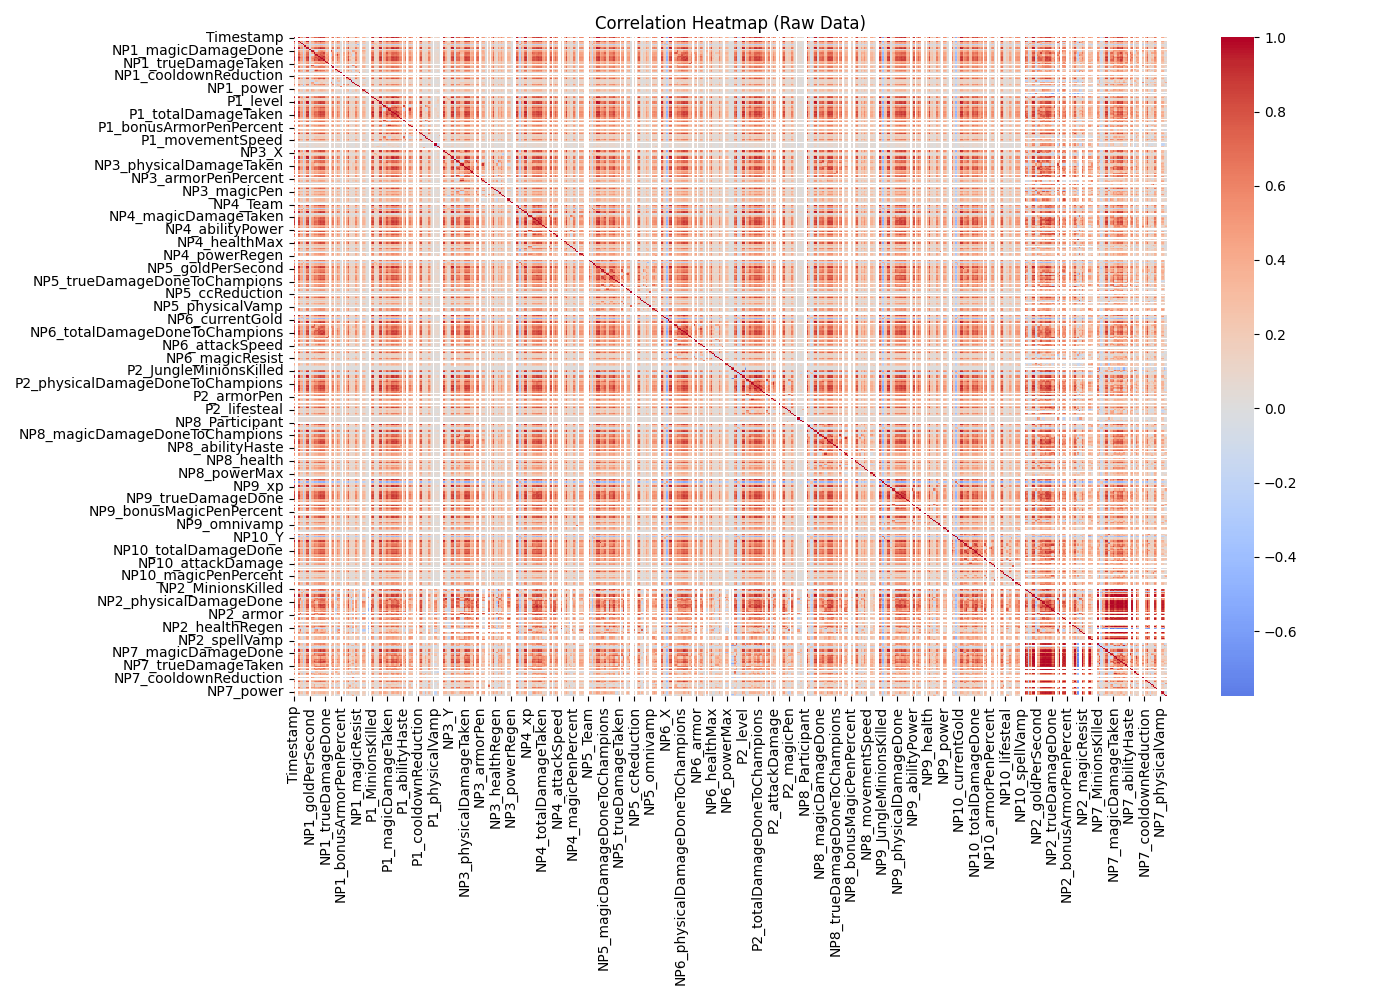 Correlation Heatmap (Raw Data)
Timestamp
NP1_magicDamageDone
NP1_trueDamageTaken
NP1_cooldownReduction
NP1_power
P1_level
P1_totalDamageTaken
P1_bonusArmorPenPercent
P1_movementSpeed
NP3_X
NP3_physicalDamageTaken
NP3_armorPenPercent
NP3_magicPen
NP4_Team
NP4_magicDamageTaken
NP4_abilityPower
NP4_healthMax
NP4_powerRegen
NP5_goldPerSecond
NP5_trueDamageDoneToChampions
NP5_ccReduction
NP5_physicalVamp
NP6_currentGold
NP6_totalDamageDoneToChampions
NP6_attackSpeed
NP6_magicResist
P2_JungleMinionsKilled
P2_physicalDamageDoneToChampions
P2_armorPen
P2_lifesteal
NP8_Participant
NP8_magicDamageDoneToChampions
NP8_abilityHaste
NP8_health
NP8_powerMax
NP9_xp
NP9_trueDamageDone
NP9_bonusMagicPenPercent
NP9_omnivamp
NP10_Y
NP10_totalDamageDone
NP10_attackDamage
NP10_magicPenPercent
NP2_MinionsKilled
NP2_physicalDamageDone
NP2_armor
NP2_healthRegen
NP2_spellVamp
NP7_magicDamageDone
NP7_trueDamageTaken
NP7_cooldownReduction
NP7_power
Timestamp
NP1_goldPerSecond
NP1_trueDamageDone
NP1_bonusArmorPenPercent
NP1_magicResist
P1_MinionsKilled
P1_magicDamageTaken
P1_abilityHaste
P1_cooldownReduction
P1_physicalVamp
NP3_Y
NP3_physicalDamageTaken
NP3_armorPen
NP3_healthRegen
NP3_powerRegen
NP4_xp
NP4_totalDamageTaken
NP4_attackSpeed
NP4_magicPenPercent
NP5_Team
NP5_magicDamageDoneToChampions
NP5_trueDamageTaken
NP5_ccReduction
NP5_omnivamp
NP6_X
NP6_physicalDamageDoneToChampions
NP6_armor
NP6_healthMax
NP6_powerMax
P2_level
P2_totalDamageDoneToChampions
P2_attackDamage
P2_magicPen
NP8_Participant
NP8_magicDamageDone
NP8_trueDamageDoneToChampions
NP8_bonusMagicPenPercent
NP8_movementSpeed
NP9_JungleMinionsKilled
NP9_physicalDamageDone
NP9_abilityPower
NP9_health
NP9_power
NP10_currentGold
NP10_totalDamageDone
NP10_armorPenPercent
NP10_lifesteal
NP10_spellVamp
NP2_goldPerSecond
NP2_trueDamageDone
NP2_bonusArmorPenPercent
NP2_magicResist
NP7_MinionsKilled
NP7_magicDamageTaken
NP7_abilityHaste
NP7_cooldownReduction
NP7_physicalVamp
1.0
0.8
0.6
0.4
0.2
0.0
−0.2
−0.4
−0.6